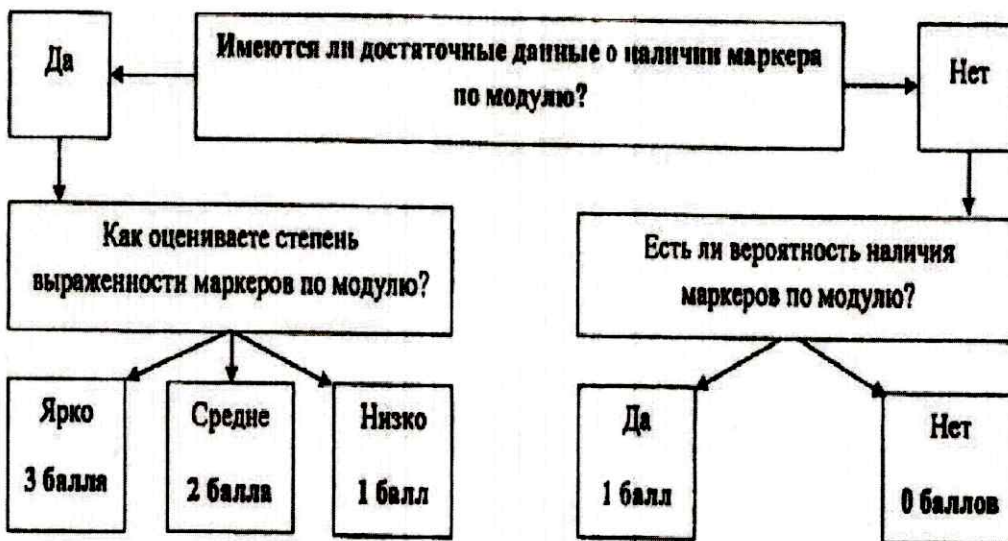 Да
Имеются ли достаточные данные о наличии маркера
по модулю?
Нет
Как оцениваете степень
выраженности маркеров по модулю?
Есть ли вероятность наличия
маркеров по модулю?
Ярко
3 балла
Средне
2 балла
Низко
1 балл
Да
1 балл
Нет
0 баллов